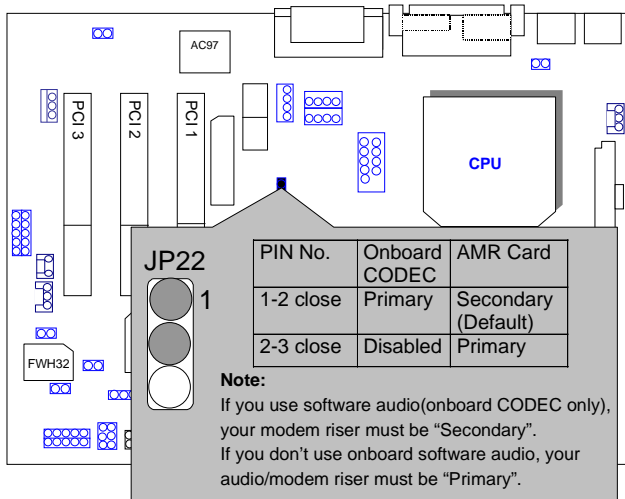 AC97
PCI 3
PCI 2
PCI 1
CPU
FWH32
JP22
1
PIN No. Onboard CODEC AMR Card
1-2 close Primary Secondary (Default)
2-3 close Disabled Primary
Note:
If you use software audio(onboard CODEC only),
your modem riser must be “Secondary”.
If you don’t use onboard software audio, your
audio/modem riser must be “Primary”.